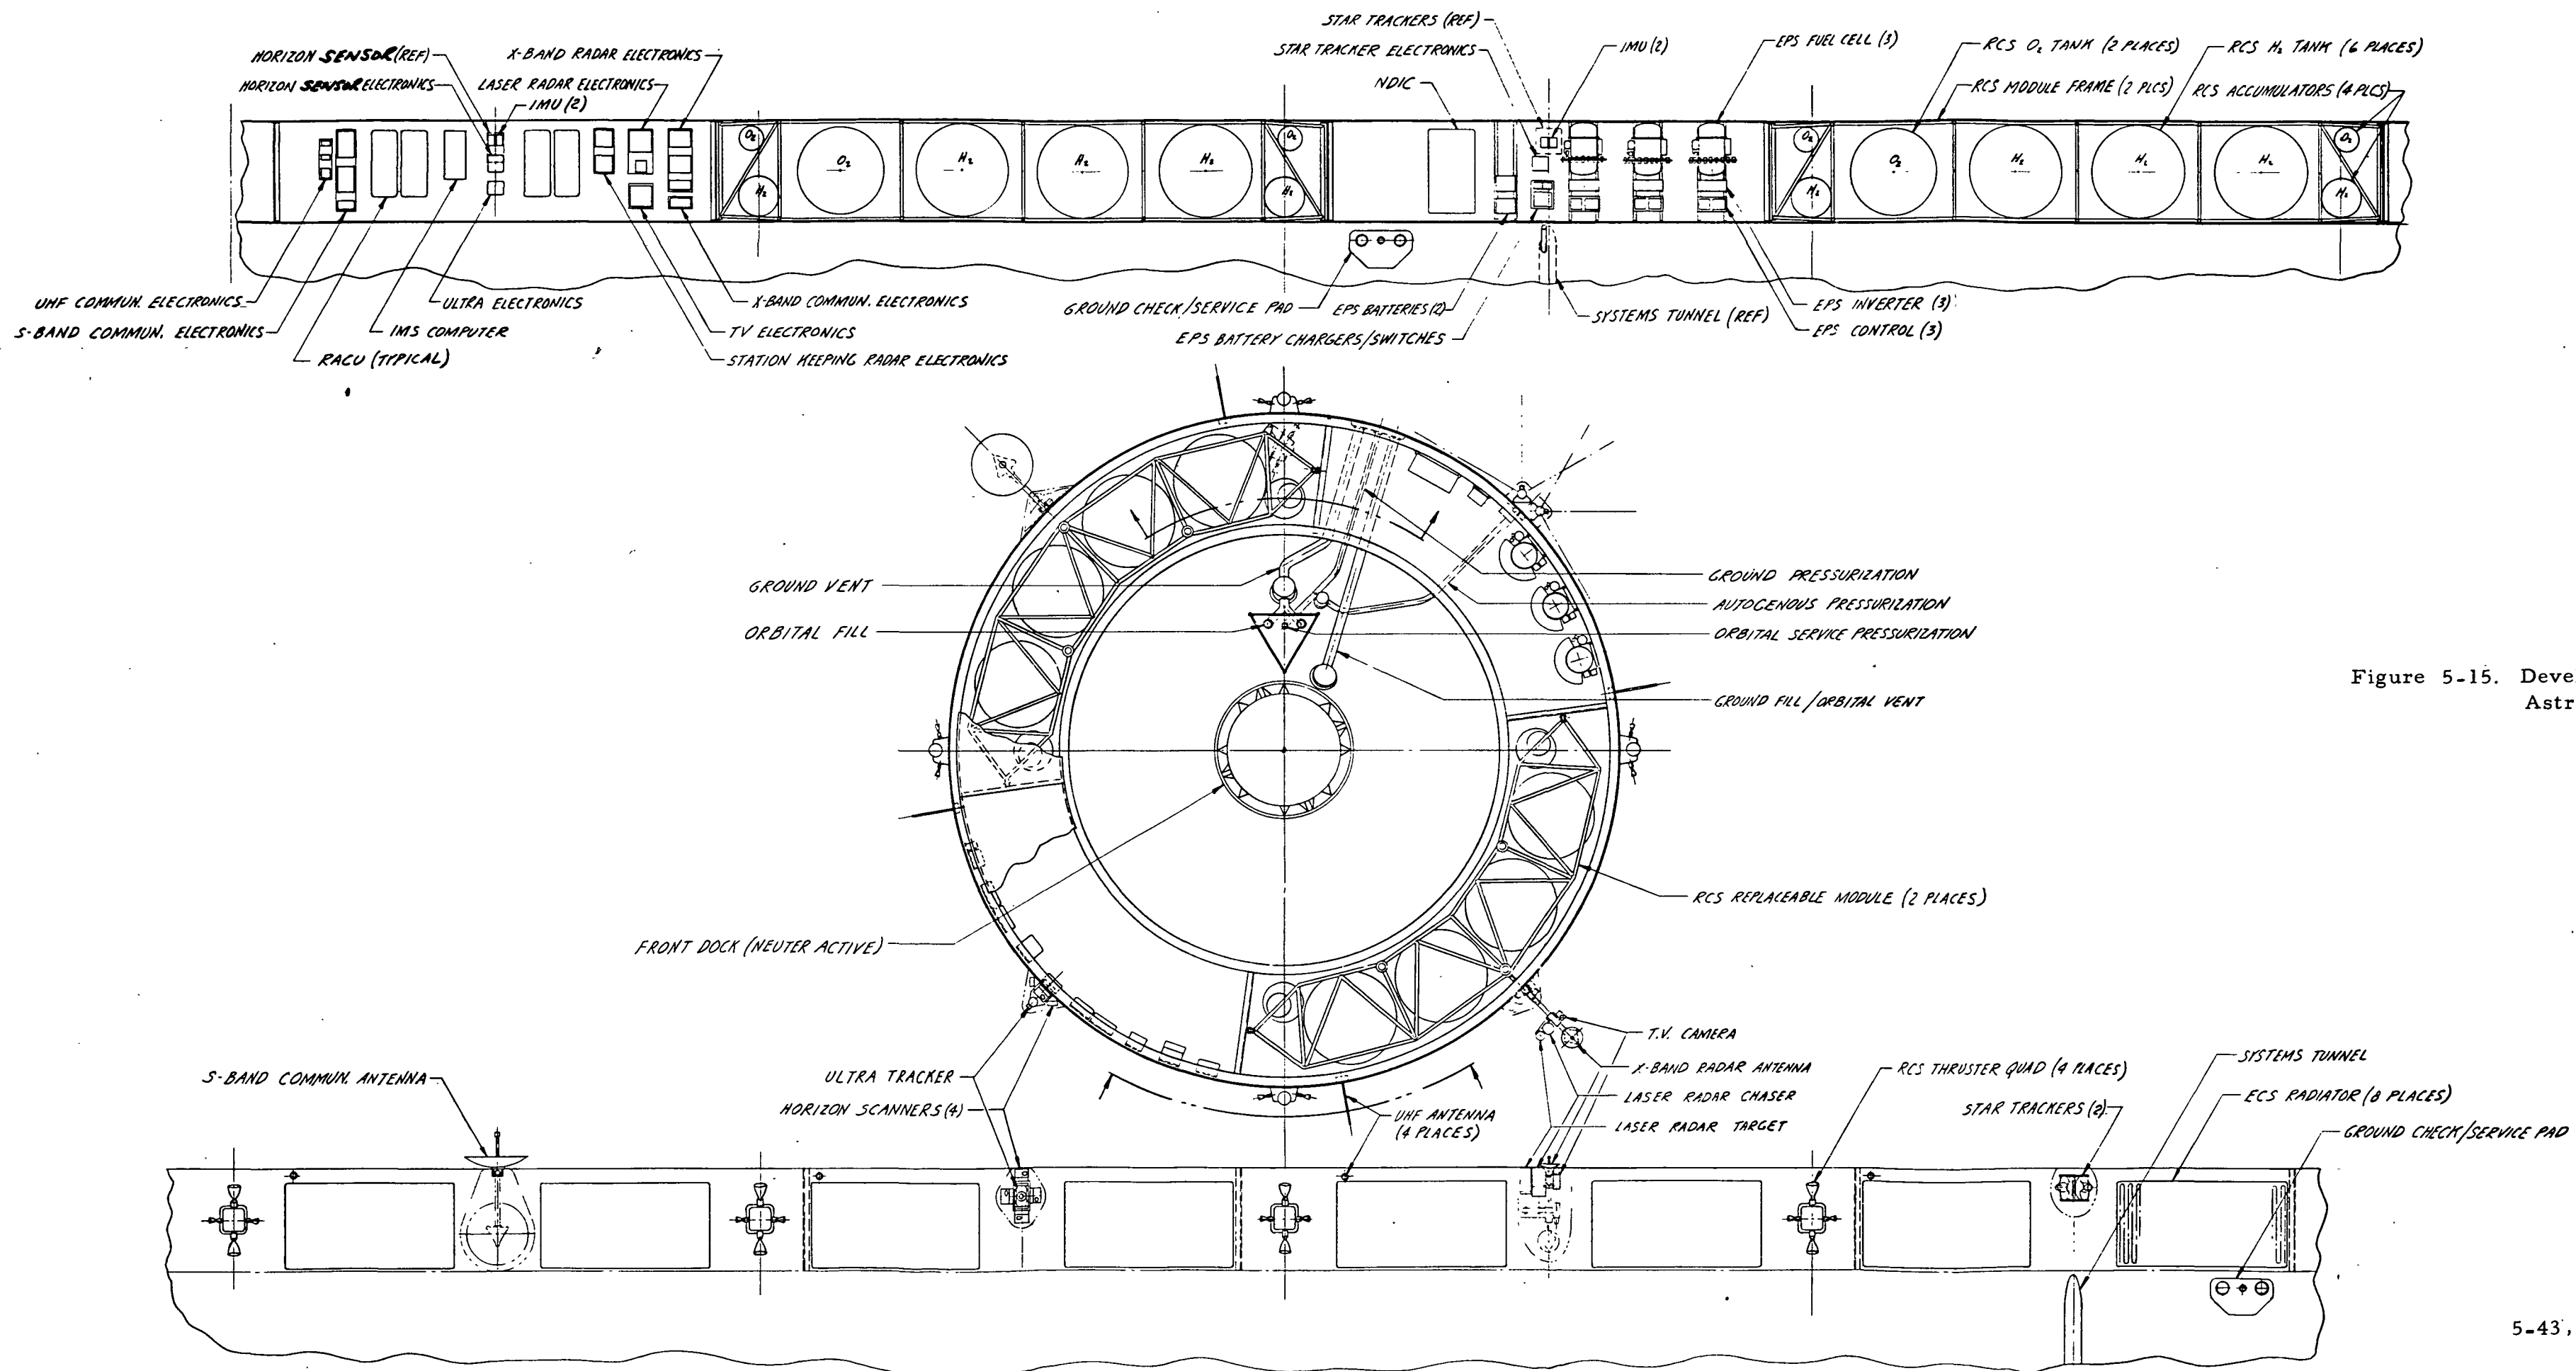 STAR TRACKERS (REF)
HORIZON SENSOR (REF)
X-BAND RADAR ELECTRONICS
STAR TRACKER ELECTRONICS
IMU (2)
EPS FUEL CELL (3)
RCS O₂ TANK (2 PLACES)
RCS H₂ TANK (6 PLACES)
HORIZON SENSOR ELECTRONICS
LASER RADAR ELECTRONICS
IMU (2)
NDIC
RCS MODULE FRAME (2 PLCS)
RCS ACCUMULATORS (4 PLCS)
O₂
O₂
O₂
O₂
O₂
H₂
H₂
H₂
O₂
H₂
H₂
H₂
H₂
H₂
H₂
H₂
UHF COMMUN. ELECTRONICS
ULTRA ELECTRONICS
X-BAND COMMUN. ELECTRONICS
GROUND CHECK/SERVICE PAD
EPS BATTERIES (2)
SYSTEMS TUNNEL (REF)
EPS INVERTER (3)
S-BAND COMMUN. ELECTRONICS
IMS COMPUTER
TV ELECTRONICS
EPS BATTERY CHARGERS/SWITCHES
EPS CONTROL (3)
RACU (TYPICAL)
STATION KEEPING RADAR ELECTRONICS
GROUND VENT
GROUND PRESSURIZATION
AUTOGENOUS PRESSURIZATION
ORBITAL FILL
ORBITAL SERVICE PRESSURIZATION
GROUND FILL/ORBITAL VENT
Figure 5-15. Deve
Astr
RCS REPLACEABLE MODULE (2 PLACES)
FRONT DOCK (NEUTER ACTIVE)
S-BAND COMMUN. ANTENNA
ULTRA TRACKER
HORIZON SCANNERS (4)
UHF ANTENNA
(4 PLACES)
T.V. CAMERA
X-BAND RADAR ANTENNA
LASER RADAR CHASER
LASER RADAR TARGET
RCS THRUSTER QUAD (4 PLACES)
STAR TRACKERS (2)
SYSTEMS TUNNEL
ECS RADIATOR (8 PLACES)
GROUND CHECK/SERVICE PAD
5-43,